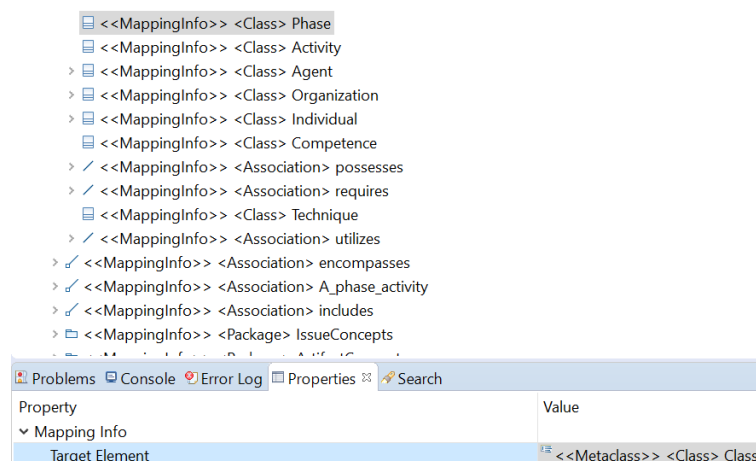 <<MappingInfo>> <Class> Phase
<<MappingInfo>> <Class> Activity
<<MappingInfo>> <Class> Agent
<<MappingInfo>> <Class> Organization
<<MappingInfo>> <Class> Individual
<<MappingInfo>> <Class> Competence
<<MappingInfo>> <Association> possesses
<<MappingInfo>> <Association> requires
<<MappingInfo>> <Class> Technique
<<MappingInfo>> <Association> utilizes
<<MappingInfo>> <Association> encompasses
<<MappingInfo>> <Association> A_phase_activity
<<MappingInfo>> <Association> includes
<<MappingInfo>> <Package> IssueConcepts
Problems Console Error Log Properties Search
Property Value
Mapping Info
Target Element <<Metaclass>> <Class> Class